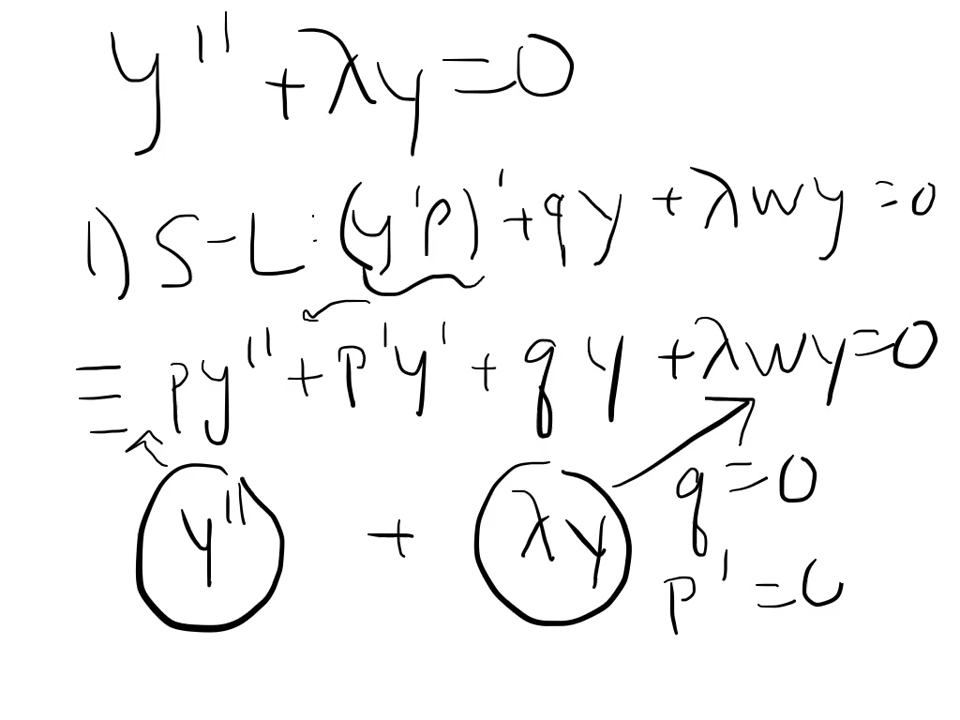 y'' + λy = 0
1) S-L: (y'p)' + qy + λwy = 0
≡ py'' + p'y' + qy + λwy = 0
y'' + λy
q = 0
p' = 0